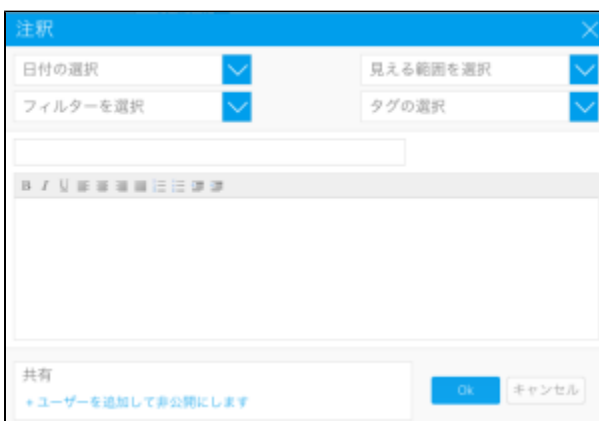 注釈
日付の選択
見える範囲を選択
フィルターを選択
タグの選択
B I U
共有
+ ユーザーを追加して非公開にします
Ok
キャンセル